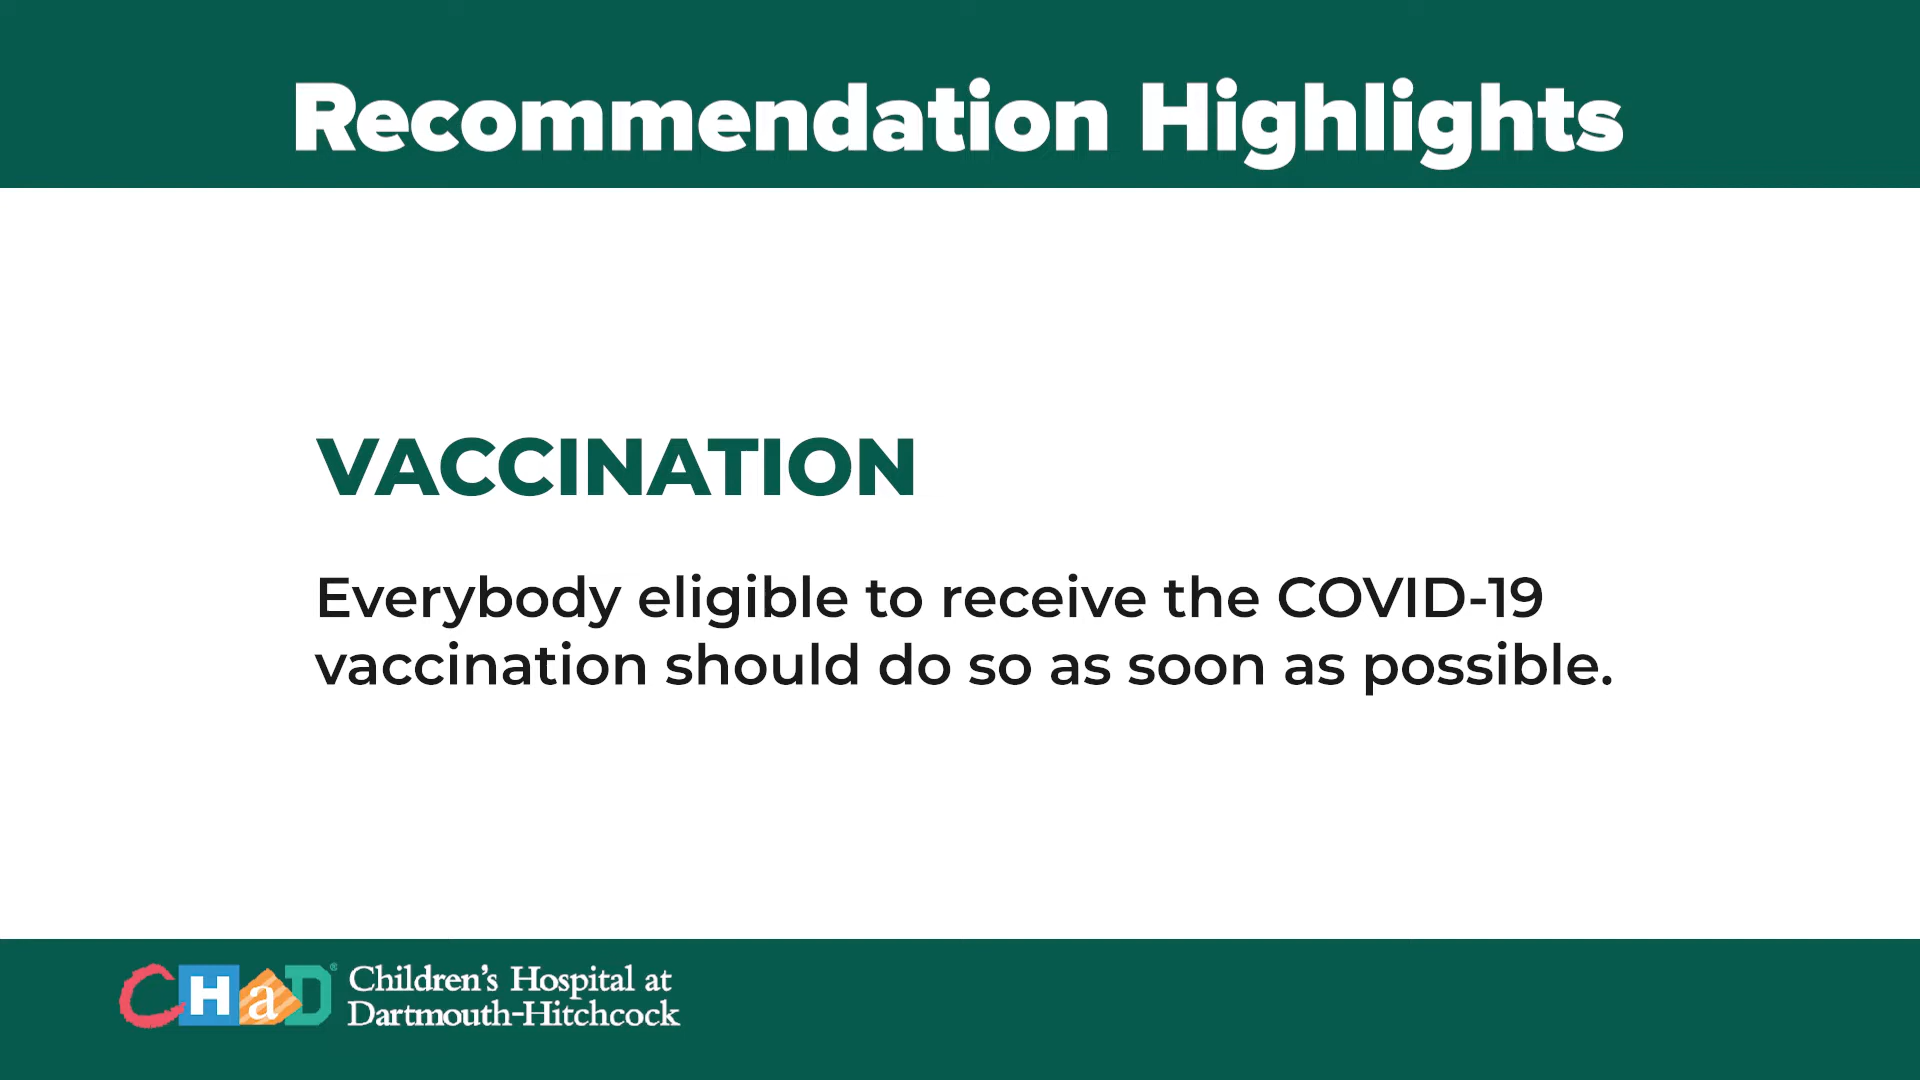 Recommendation Highlights
VACCINATION
Everybody eligible to receive the COVID-19
vaccination should do so as soon as possible.
CHaD® Children's Hospital at
Dartmouth-Hitchcock